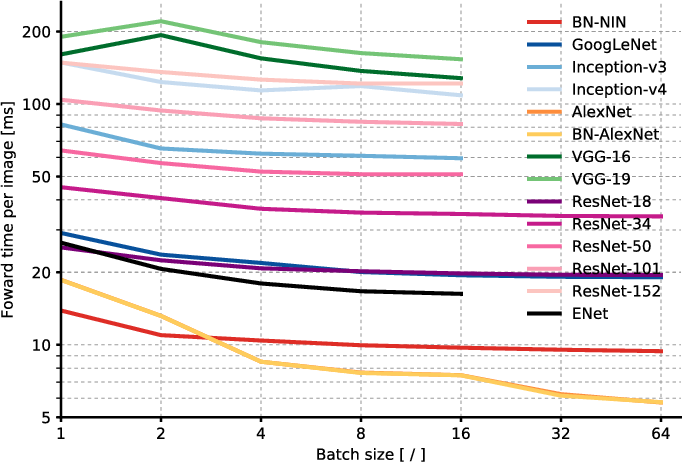 200
100
50
20
10
5
1 2 4 8 16 32 64
Foward time per image [ms]
Batch size [ / ]
BN-NIN
GoogLeNet
Inception-v3
Inception-v4
AlexNet
BN-AlexNet
VGG-16
VGG-19
ResNet-18
ResNet-34
ResNet-50
ResNet-101
ResNet-152
ENet